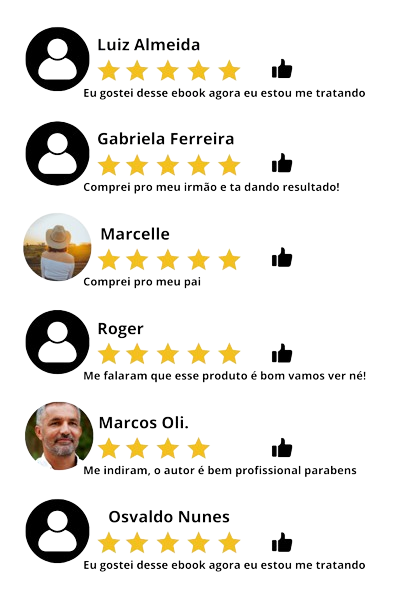 Luiz Almeida
Eu gostei desse ebook agora eu estou me tratando
Gabriela Ferreira
Comprei pro meu irmão e ta dando resultado!
Marcelle
Comprei pro meu pai
Roger
Me falaram que esse produto é bom vamos ver né!
Marcos Oli.
Me indiram, o autor é bem profissional parabens
Osvaldo Nunes
Eu gostei desse ebook agora eu estou me tratando